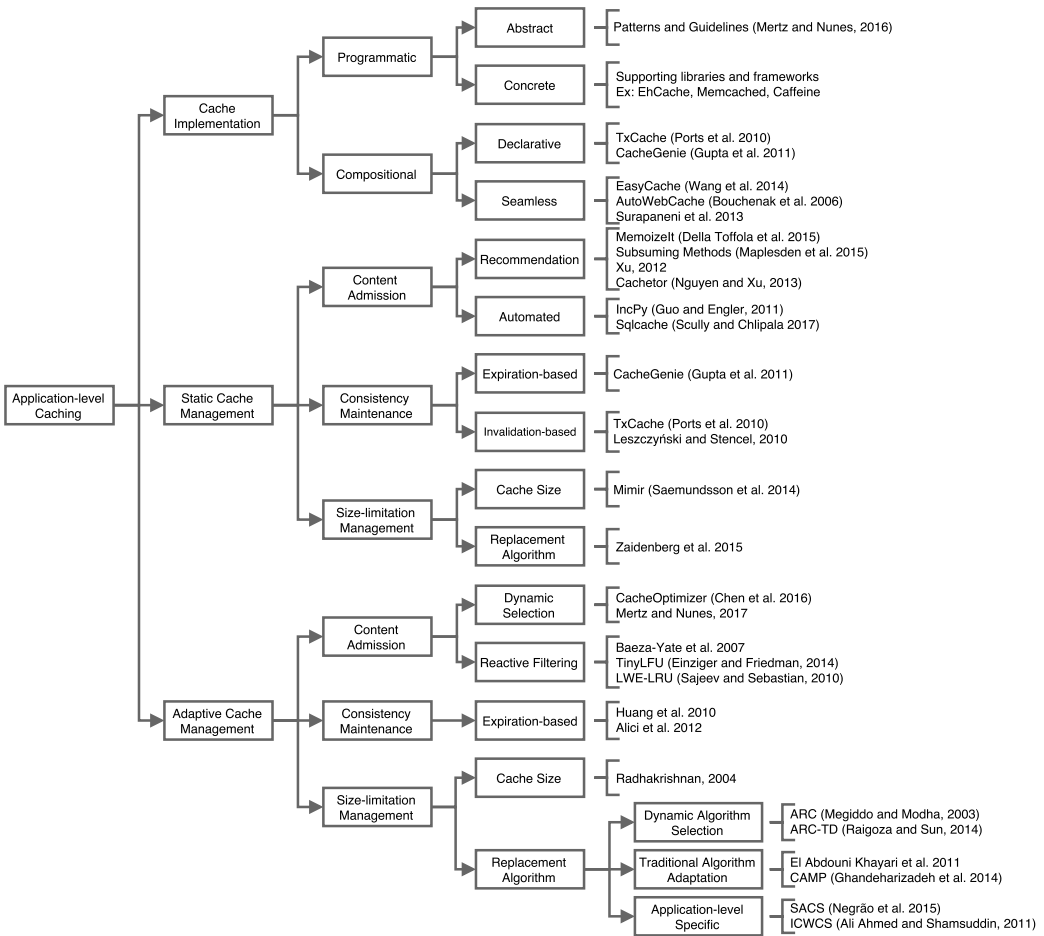 Application-level
Caching
Cache
Implementation
Programmatic
Abstract
Patterns and Guidelines (Mertz and Nunes, 2016)
Concrete
Supporting libraries and frameworks
Ex: EhCache, Memcached, Caffeine
Compositional
Declarative
TxCache (Ports et al. 2010)
CacheGenie (Gupta et al. 2011)
Seamless
EasyCache (Wang et al. 2014)
AutoWebCache (Bouchenak et al. 2006)
Surapaneni et al. 2013
Static Cache
Management
Content
Admission
Recommendation
MemoizeIt (Della Toffola et al. 2015)
Subsuming Methods (Maplesden et al. 2015)
Xu, 2012
Cachetor (Nguyen and Xu, 2013)
Automated
IncPy (Guo and Engler, 2011)
Sqlcache (Scully and Chlipala 2017)
Consistency
Maintenance
Expiration-based
CacheGenie (Gupta et al. 2011)
Invalidation-based
TxCache (Ports et al. 2010)
Leszczyński and Stencel, 2010
Size-limitation
Management
Cache Size
Mimir (Saemundsson et al. 2014)
Replacement
Algorithm
Zaidenberg et al. 2015
Adaptive Cache
Management
Content
Admission
Dynamic
Selection
CacheOptimizer (Chen et al. 2016)
Mertz and Nunes, 2017
Reactive Filtering
Baeza-Yate et al. 2007
TinyLFU (Einziger and Friedman, 2014)
LWE-LRU (Sajeev and Sebastian, 2010)
Consistency
Maintenance
Expiration-based
Huang et al. 2010
Alici et al. 2012
Size-limitation
Management
Cache Size
Radhakrishnan, 2004
Replacement
Algorithm
Dynamic Algorithm
Selection
ARC (Megiddo and Modha, 2003)
ARC-TD (Raigoza and Sun, 2014)
Traditional Algorithm
Adaptation
El Abdouni Khayari et al. 2011
CAMP (Ghandeharizadeh et al. 2014)
Application-level
Specific
SACS (Negrão et al. 2015)
ICWCS (Ali Ahmed and Shamsuddin, 2011)